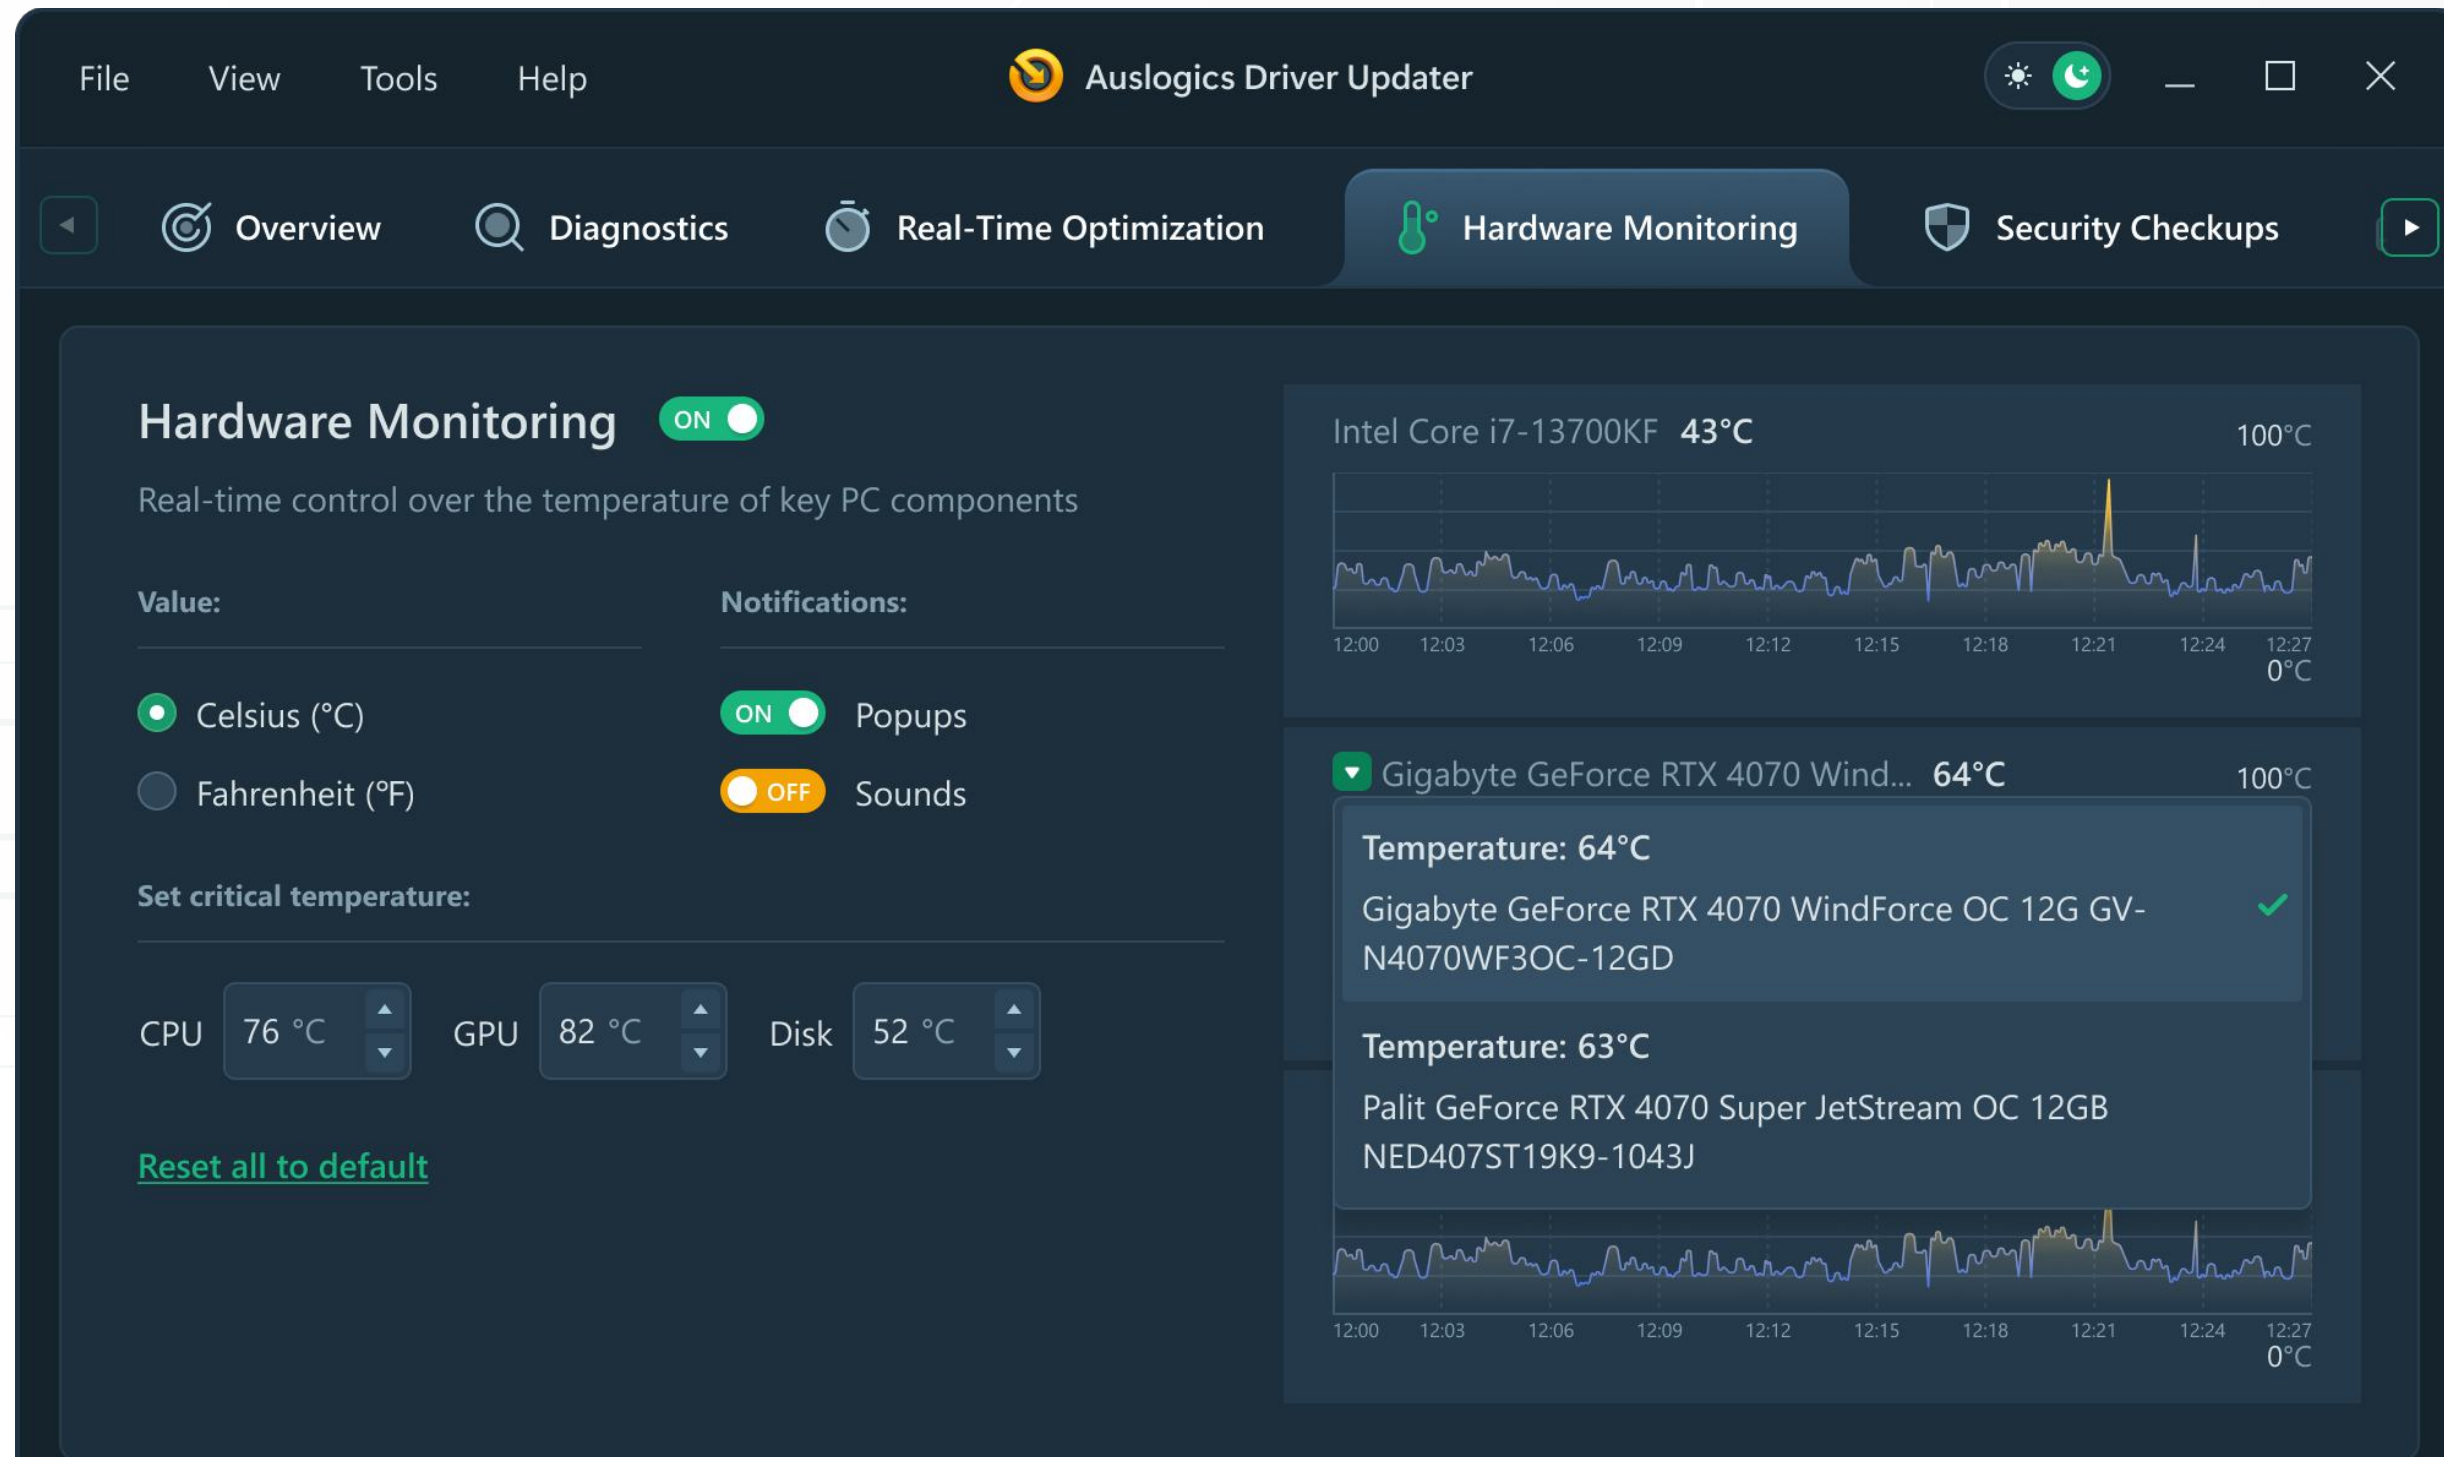 File View Tools Help Auslogics Driver Updater
Overview Diagnostics Real-Time Optimization Hardware Monitoring Security Checkups
Hardware Monitoring ON
Real-time control over the temperature of key PC components
Value: Notifications:
Celsius (°C) ON Popups
Fahrenheit (°F) OFF Sounds
Set critical temperature:
CPU 76 °C GPU 82 °C Disk 52 °C
Reset all to default
Intel Core i7-13700KF 43°C 100°C
12:00 12:03 12:06 12:09 12:12 12:15 12:18 12:21 12:24 12:27
0°C
Gigabyte GeForce RTX 4070 Wind... 64°C 100°C
Temperature: 64°C
Gigabyte GeForce RTX 4070 WindForce OC 12G GV-
N4070WF3OC-12GD
Temperature: 63°C
Palit GeForce RTX 4070 Super JetStream OC 12GB
NED407ST19K9-1043J
12:00 12:03 12:06 12:09 12:12 12:15 12:18 12:21 12:24 12:27
0°C